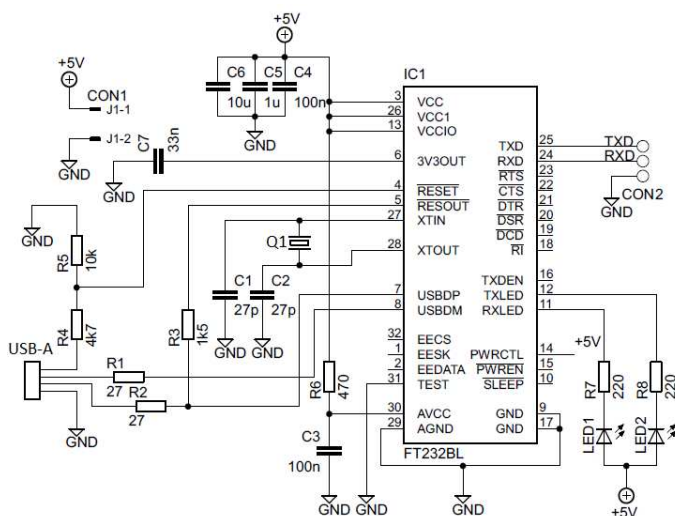 +5V
+5V
C6
C5
C4
10u
1u
100n
CON1
J1-1
J1-2
GND
GND
C7
33n
GND
IC1
3
VCC
26
VCC1
13
VCCIO
6
3V3OUT
4
RESET
5
RESOUT
27
XTIN
28
XTOUT
7
USBDP
8
USBDM
32
EECS
1
EESK
2
EEDATA
31
TEST
30
AVCC
29
AGND
TXD
25
TXD
RXD
24
RXD
RTS
23
CTS
22
DTR
21
DSR
20
DCD
19
RI
18
TXDEN
16
TXLED
12
RXLED
11
PWRCTL
14
PWREN
15
SLEEP
10
GND
9
GND
17
FT232BL
CON2
GND
GND
R5
10k
R4
4k7
USB-A
R1
27
R2
27
GND
R3
1k5
Q1
C1
27p
C2
27p
GND
GND
R6
470
C3
100n
GND
GND
GND
+5V
R7
220
R8
220
LED1
LED2
+5V